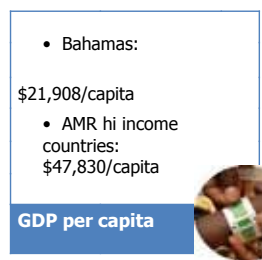 • Bahamas:
$21,908/capita
• AMR hi income
countries:
$47,830/capita
GDP per capita